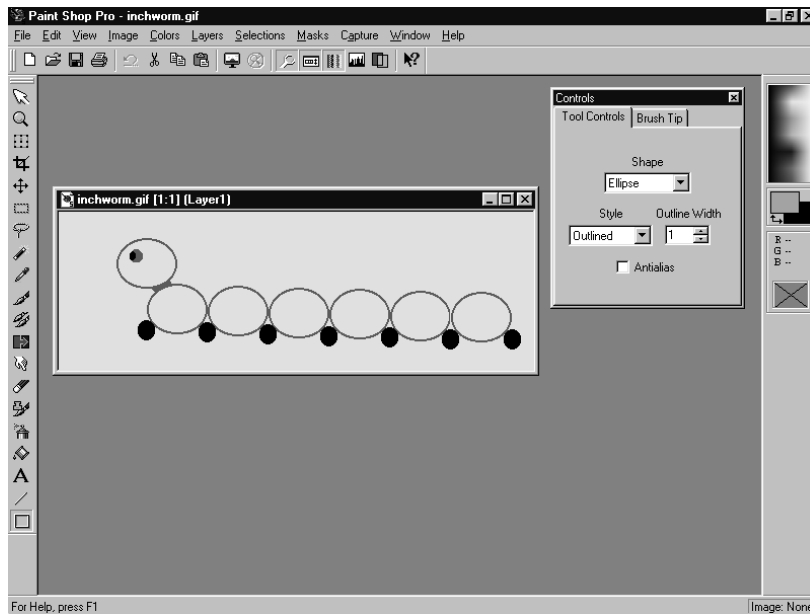 Paint Shop Pro - inchworm.gif
File Edit View Image Colors Layers Selections Masks Capture Window Help
Controls
Tool Controls Brush Tip
Shape
Ellipse
Style Outline Width
Outlined 1
Antialias
inchworm.gif [1:1] (Layer1)
R --
G --
B --
A
For Help, press F1 Image: None